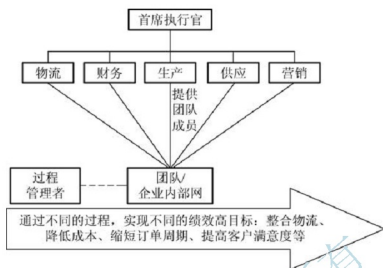 首席执行官
物流 财务 生产 供应 营销
提供
团队
成员
过程
管理者
团队/
企业内部网
通过不同的过程，实现不同的绩效高目标：整合物流、
降低成本、缩短订单周期、提高客户满意度等